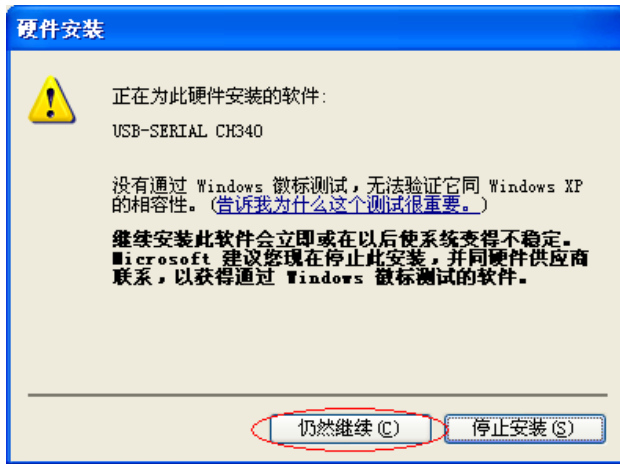 硬件安装
正在为此硬件安装的软件:
USB-SERIAL CH340
没有通过 Windows 徽标测试，无法验证它同 Windows XP
的相容性。(告诉我为什么这个测试很重要。)
继续安装此软件会立即或在以后使系统变得不稳定。
Microsoft 建议您现在停止此安装，并同硬件供应商
联系，以获得通过 Windows 徽标测试的软件。
仍然继续(C)
停止安装(S)